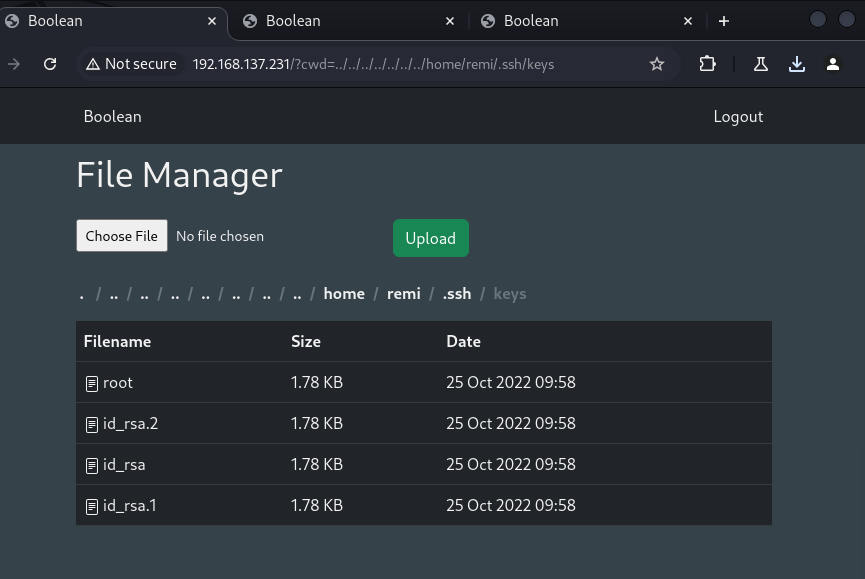 Boolean Boolean Boolean
Not secure 192.168.137.231/?cwd=../../../../../../../home/remi/.ssh/keys
Boolean Logout
File Manager
Choose File No file chosen Upload
. / .. / .. / .. / .. / .. / .. / .. / home / remi / .ssh / keys
Filename Size Date
root 1.78 KB 25 Oct 2022 09:58
id_rsa.2 1.78 KB 25 Oct 2022 09:58
id_rsa 1.78 KB 25 Oct 2022 09:58
id_rsa.1 1.78 KB 25 Oct 2022 09:58